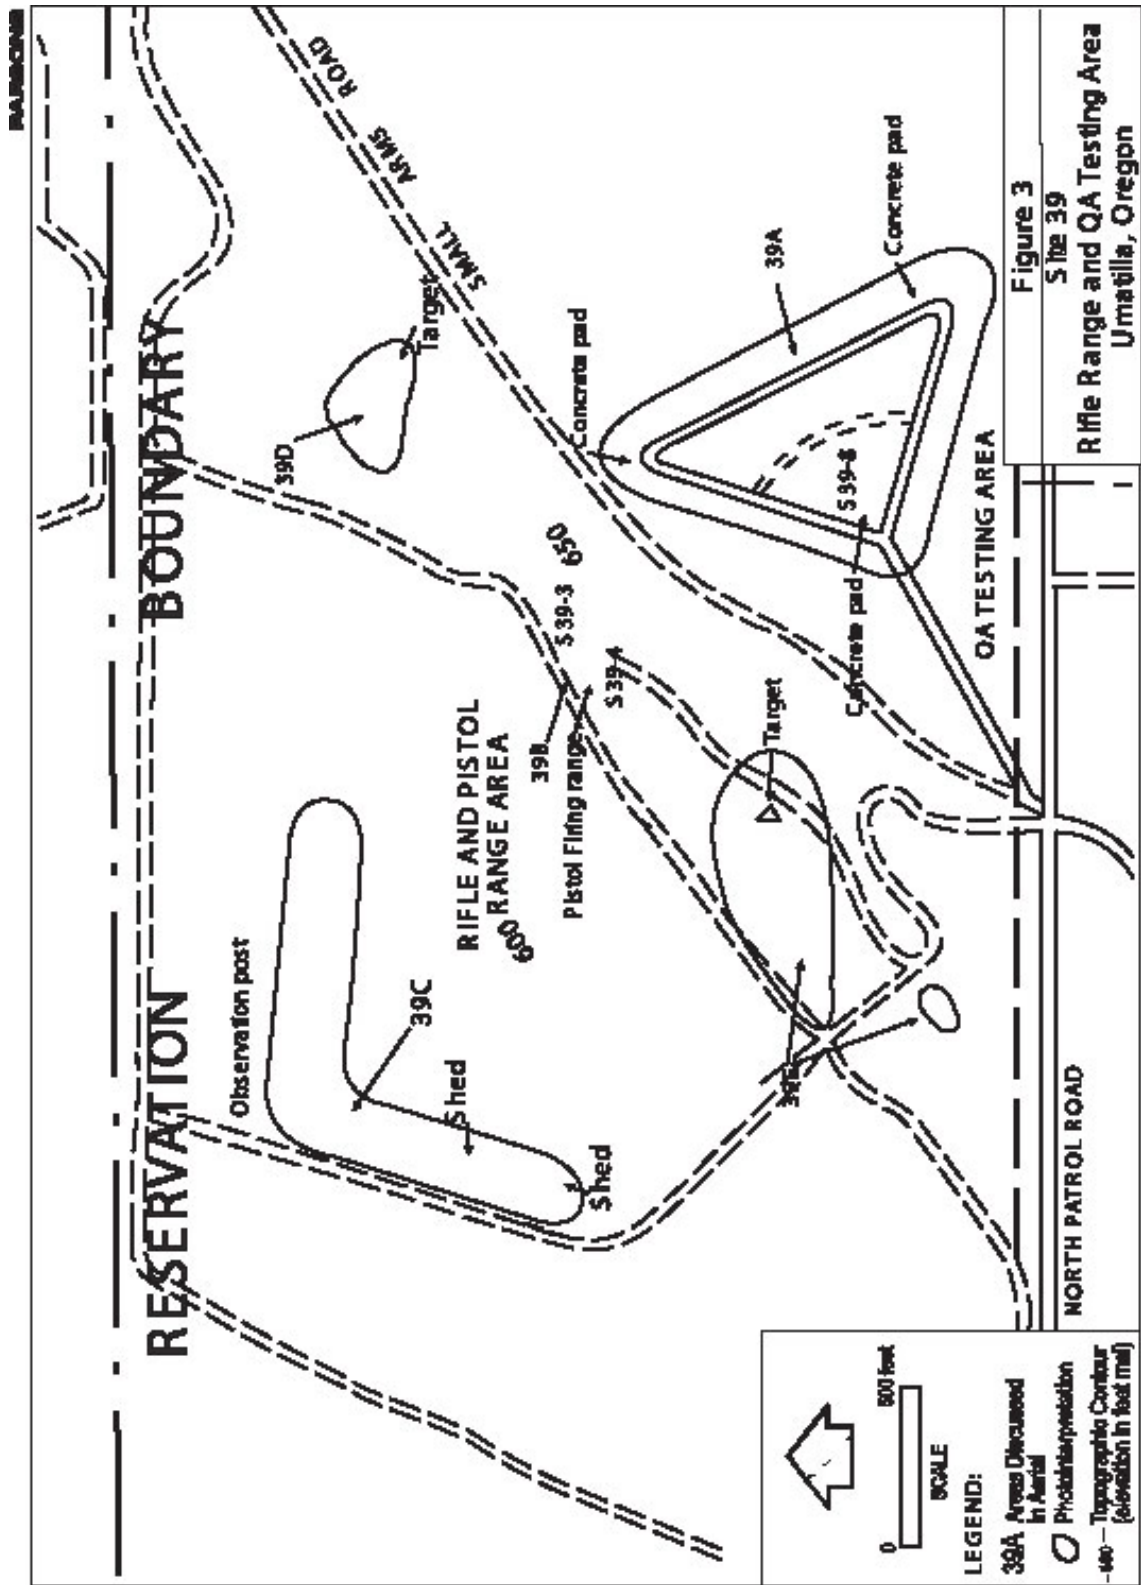 PARSONS
RESERVATION BOUNDARY
Observation post
39C
Shed
Shed
RIFLE AND PISTOL
RANGE AREA
600
39D
Target
SMALL ARMS ROAD
39B
Pistol Firing range
S39-3
650
S39-4
Target
39E
Concrete pad
39A
Concrete pad
S39-8
Concrete pad
QA TESTING AREA
NORTH PATROL ROAD
0 500 feet
SCALE
LEGEND:
39A Areas Discussed
in Aerial
Photointerpretation
Topographic Contour
(elevation in feet msl)
Figure 3
Site 39
Rifle Range and QA Testing Area
Umatilla, Oregon